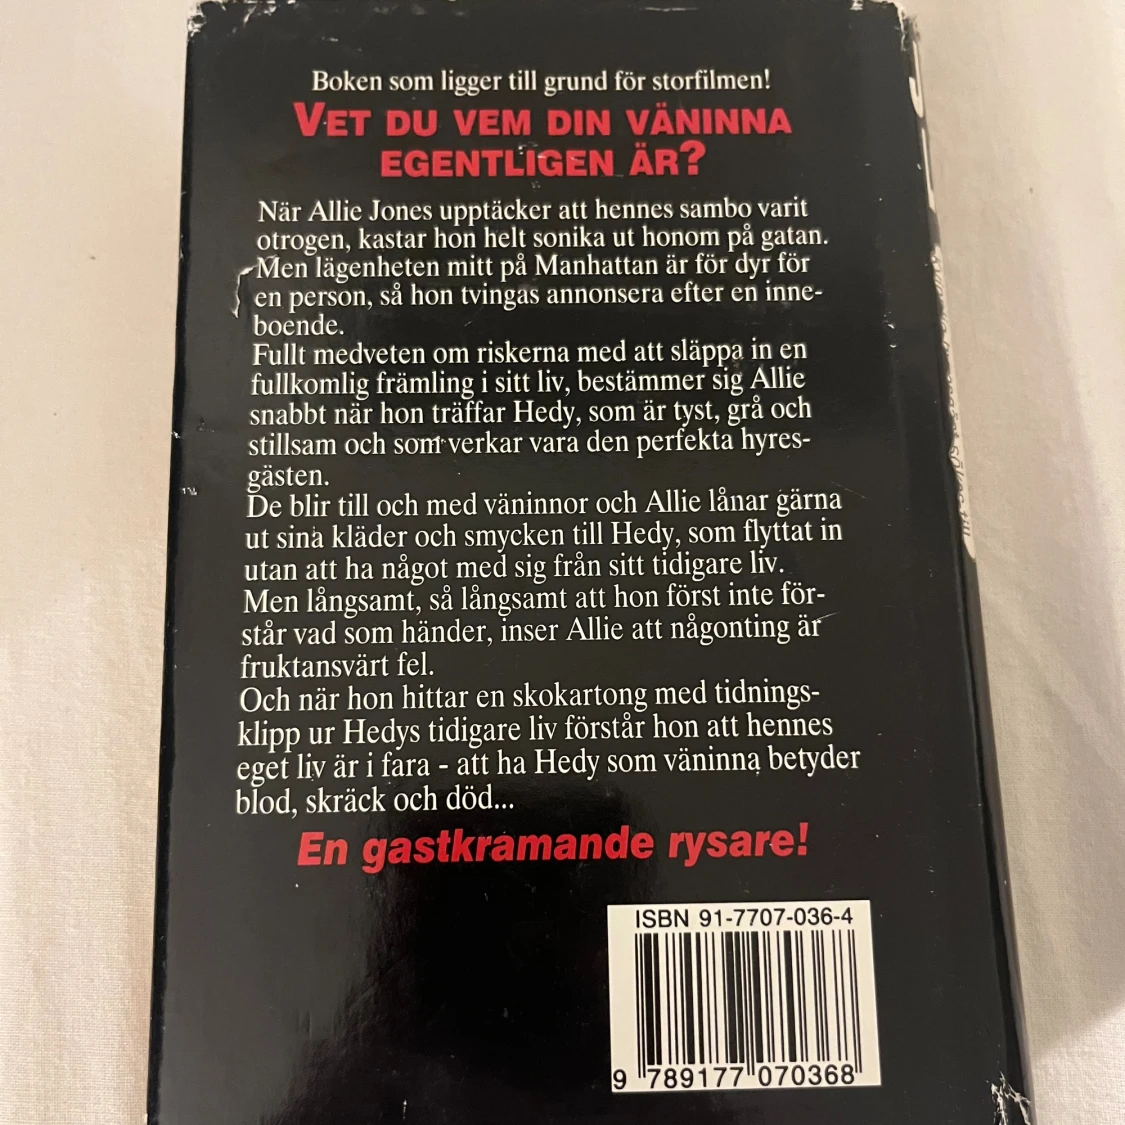 Boken som ligger till grund för storfilmen!
VET DU VEM DIN VÄNINNA
EGENTLIGEN ÄR?
När Allie Jones upptäcker att hennes sambo varit
otrogen, kastar hon helt sonika ut honom på gatan.
Men lägenheten mitt på Manhattan är för dyr för
en person, så hon tvingas annonsera efter en inne-
boende.
Fullt medveten om riskerna med att släppa in en
fullkomlig främling i sitt liv, bestämmer sig Allie
snabbt när hon träffar Hedy, som är tyst, grå och
stillsam och som verkar vara den perfekta hyres-
gästen.
De blir till och med väninnor och Allie lånar gärna
ut sina kläder och smycken till Hedy, som flyttat in
utan att ha något med sig från sitt tidigare liv.
Men långsamt, så långsamt att hon först inte för-
står vad som händer, inser Allie att någonting är
fruktansvärt fel.
Och när hon hittar en skokartong med tidnings-
klipp ur Hedys tidigare liv förstår hon att hennes
eget liv är i fara - att ha Hedy som väninna betyder
blod, skräck och död...
En gastkramande rysare!
ISBN 91-7707-036-4
9 789177 070368